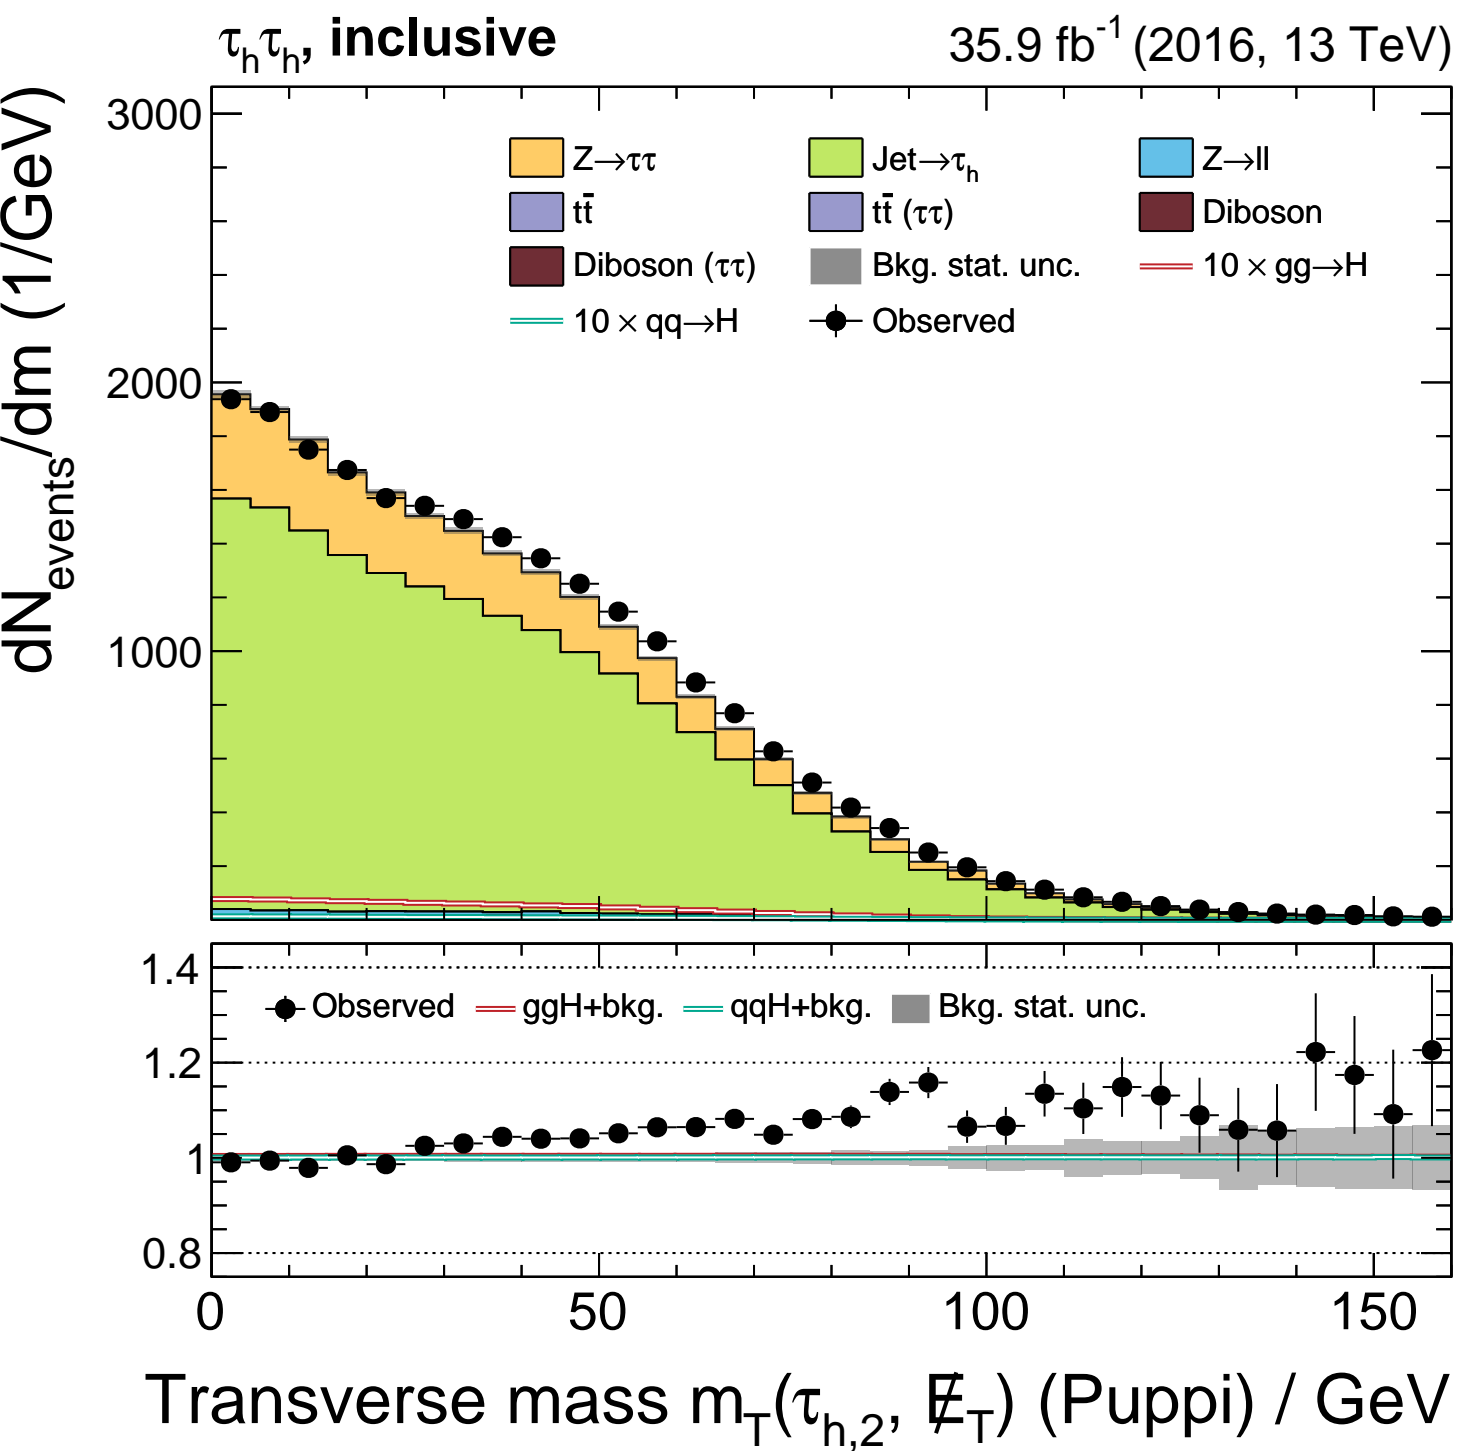 τhτh, inclusive 35.9 fb-1 (2016, 13 TeV)
dNevents/dm (1/GeV)
3000
2000
1000
Z→ττ Jet→τh Z→ll
tt̄ tt̄ (ττ) Diboson
Diboson (ττ) Bkg. stat. unc. 10 × gg→H
10 × qq→H Observed
1.4
1.2
1
0.8
Observed ggH+bkg. qqH+bkg. Bkg. stat. unc.
0 50 100 150
Transverse mass mT(τh,2, E̸T) (Puppi) / GeV